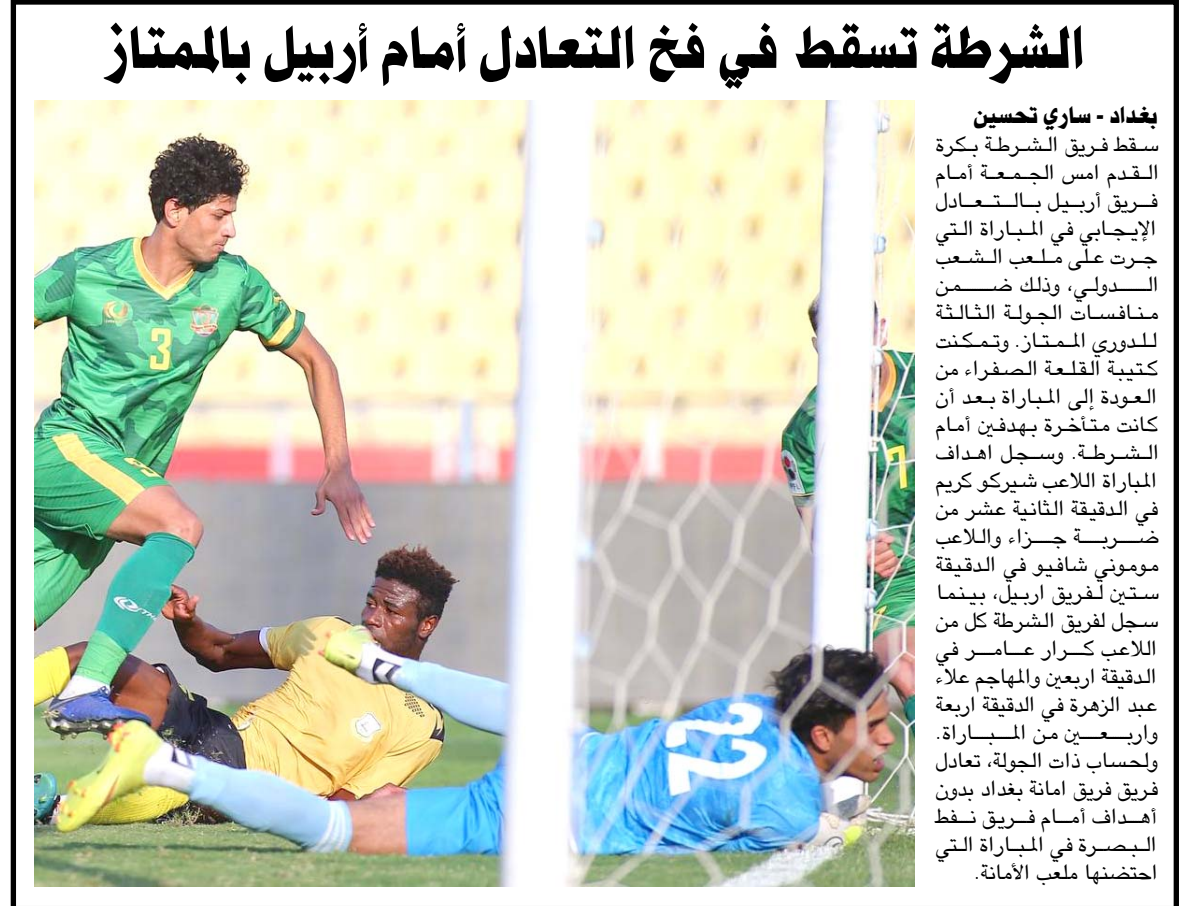 الشرطة تسقط في فخ التعادل أمام أربيل بالممتاز
بغداد - ساري تحسين
سقط فريق الشرطة بكرة
القدم امس الجمعة أمام
فريق أربيل بالتعادل
الإيجابي في المباراة التي
جرت على ملعب الشعب
الدولي، وذلك ضمن
منافسات الجولة الثالثة
للدوري الممتاز. وتمكنت
كتيبة القلعة الصفراء من
العودة إلى المباراة بعد أن
كانت متأخرة بهدفين أمام
الشرطة. وسجل اهداف
المباراة اللاعب شيركو كريم
في الدقيقة الثانية عشر من
ضربة جزاء واللاعب
موموني شافيو في الدقيقة
ستين لفريق اربيل، بينما
سجل لفريق الشرطة كل من
اللاعب كرار عامر في
الدقيقة اربعين والمهاجم علاء
عبد الزهرة في الدقيقة اربعة
واربعين من المباراة.
ولحساب ذات الجولة، تعادل
فريق فريق امانة بغداد بدون
أهداف أمام فريق نفط
البصرة في المباراة التي
احتضنها ملعب الأمانة.
3
7
22